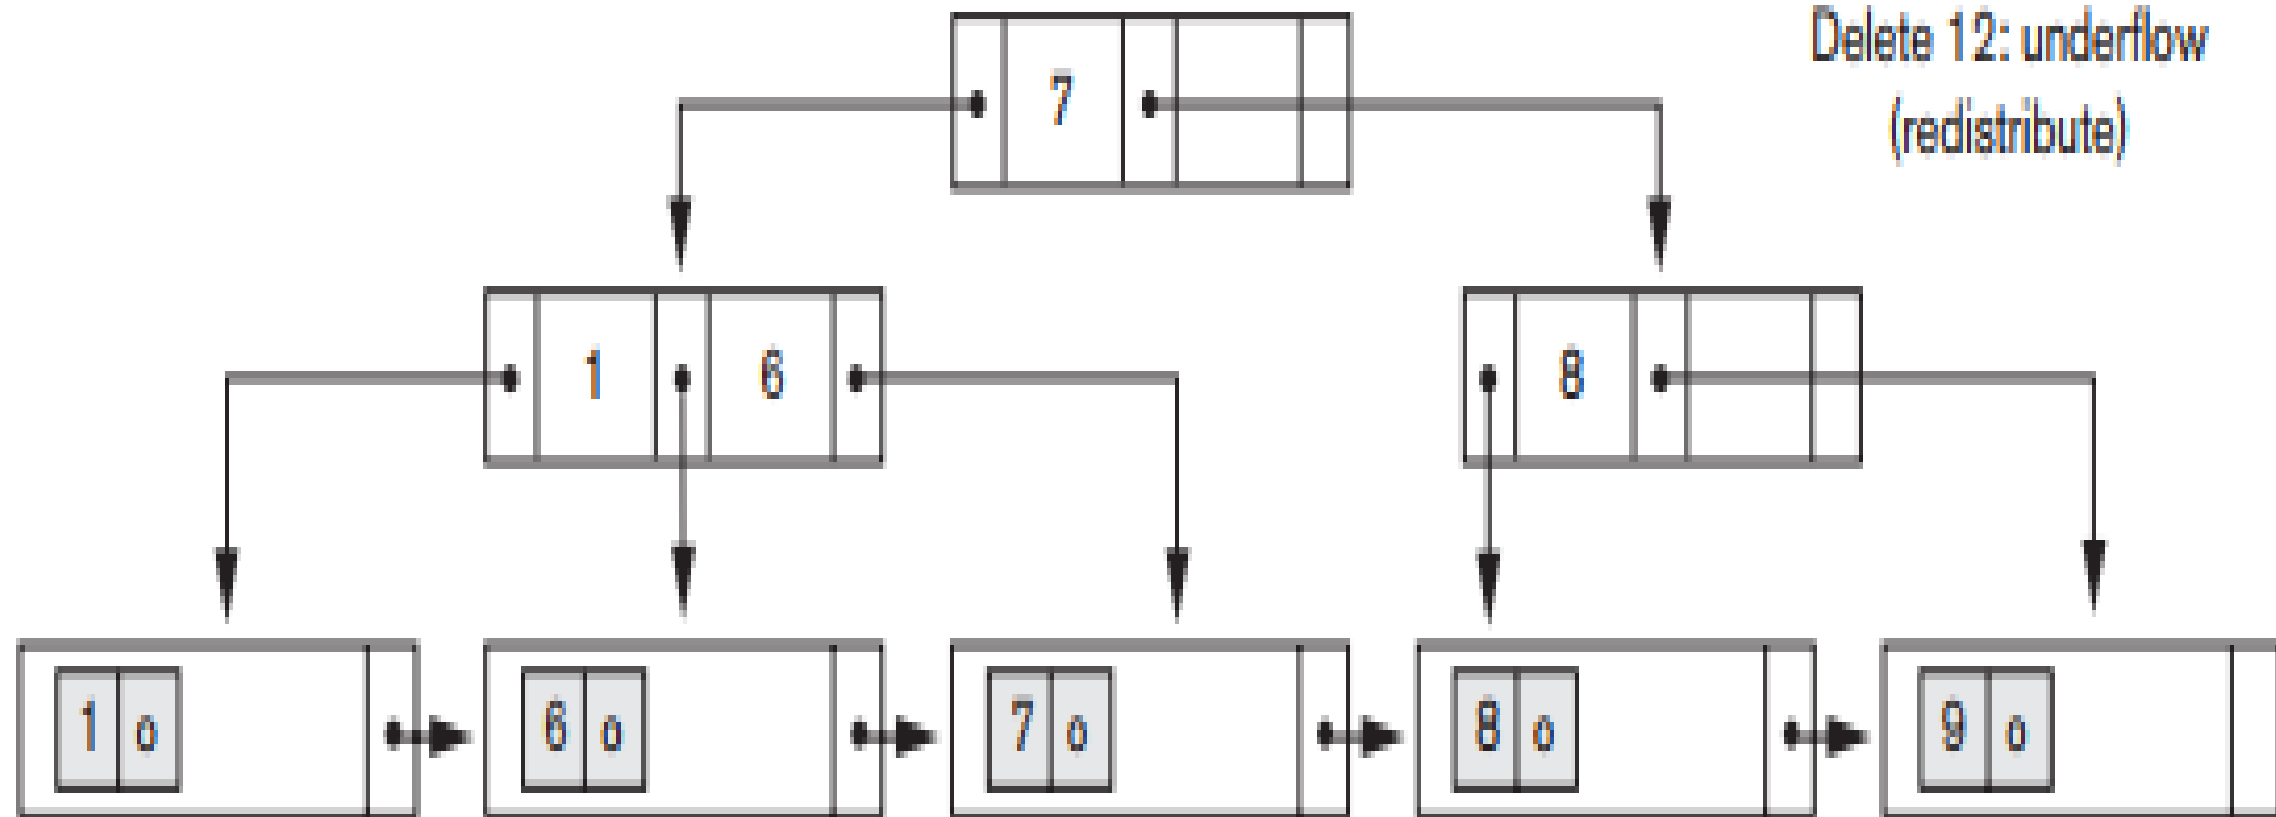 Delete 12: underflow
(redistribute)
7
1 6
8
1 o
6 o
7 o
8 o
9 o